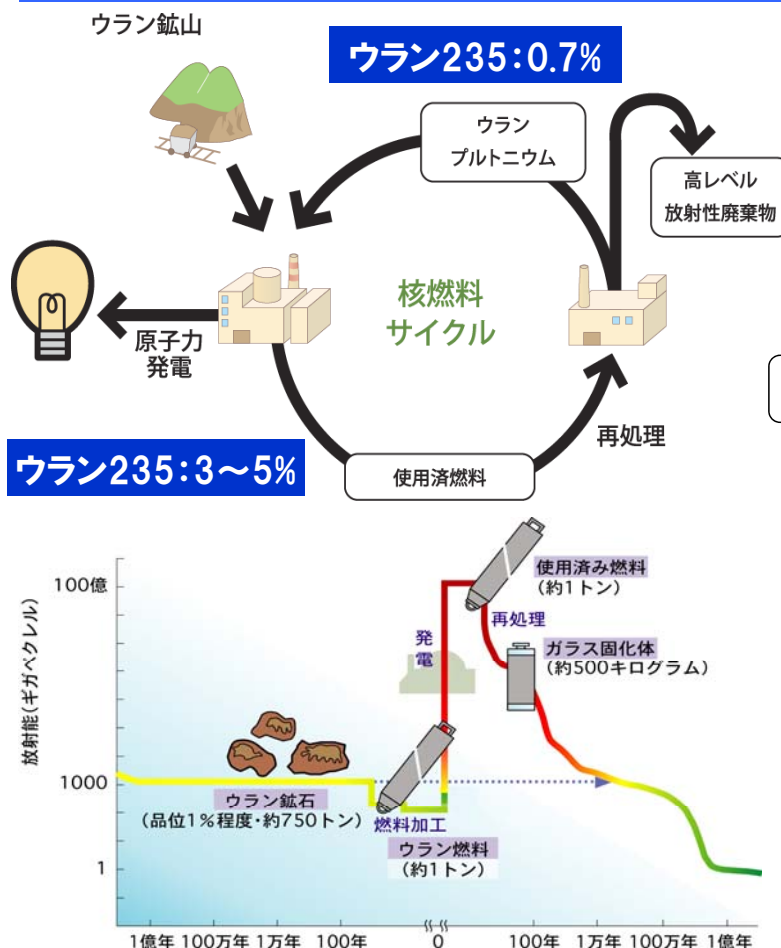 ウラン鉱山
ウラン235:0.7%
ウラン
プルトニウム
高レベル
放射性廃棄物
核燃料
サイクル
原子力
発電
再処理
ウラン235:3～5%
使用済燃料
放射能(ギガベクレル)
100億
1000
1
使用済み燃料
(約1トン)
再処理
発電
ガラス固化体
(約500キログラム)
ウラン鉱石
(品位1%程度・約750トン)
燃料加工
ウラン燃料
(約1トン)
1億年 100万年 1万年 100年 0 100年 1万年 100万年 1億年